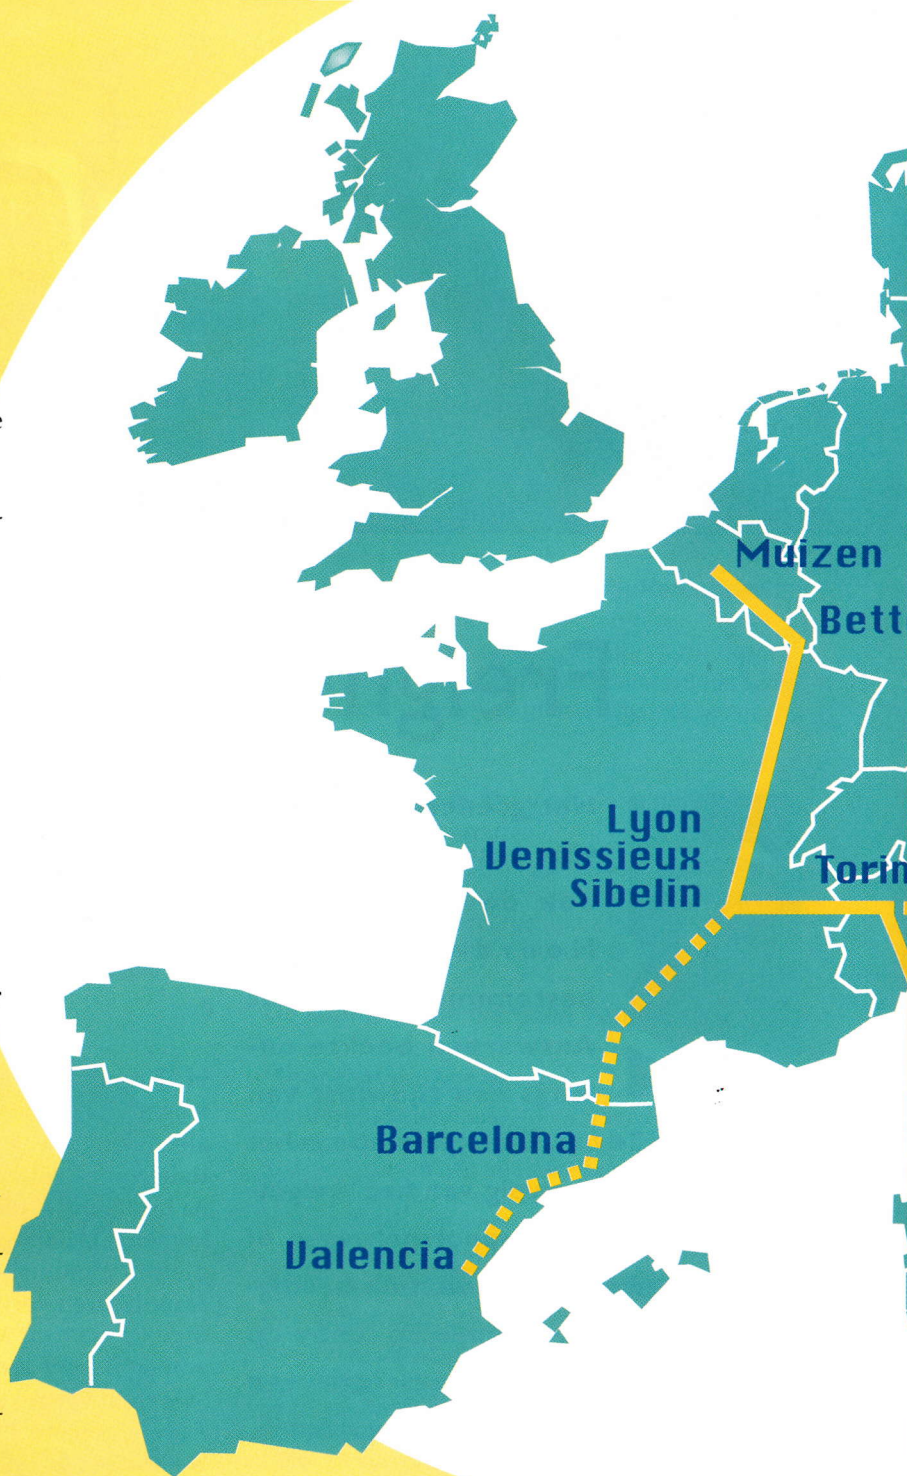 Muizen
Bett
Lyon
Venissieux
Sibelin
Torin
Barcelona
Valencia